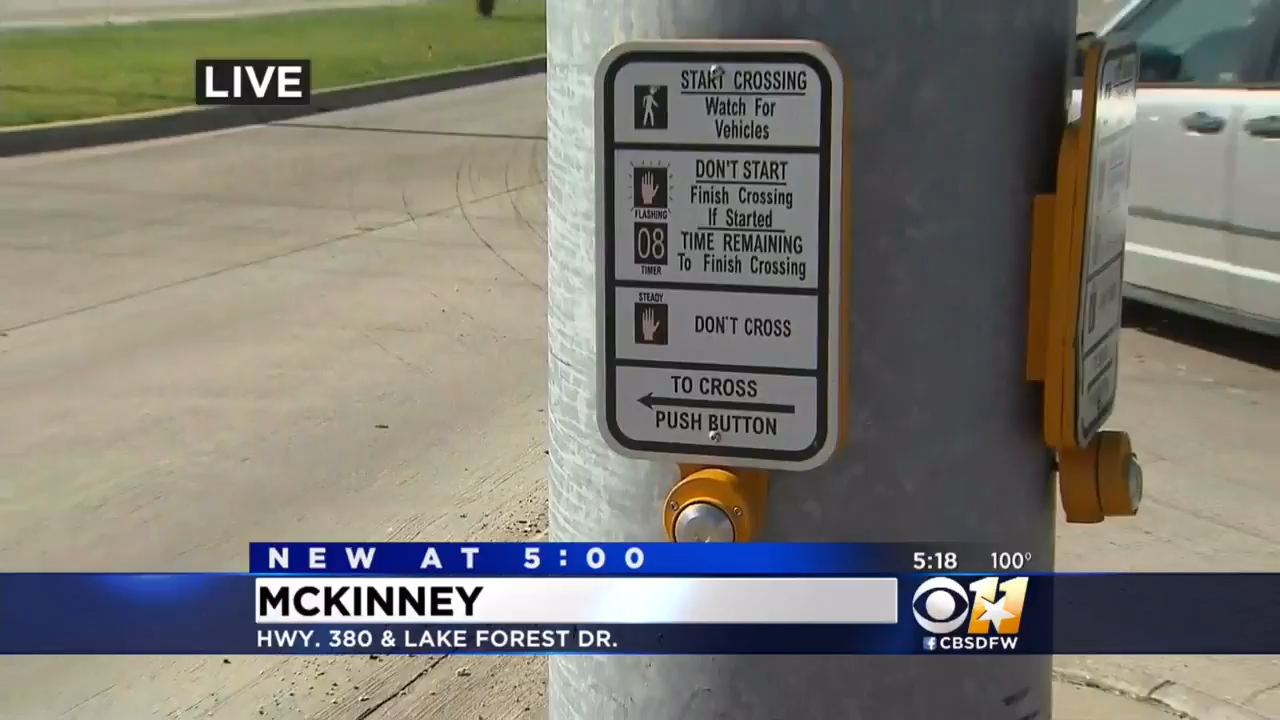 LIVE
START CROSSING
Watch For
Vehicles
DON'T START
Finish Crossing
If Started
FLASHING
08
TIME REMAINING
To Finish Crossing
TIMER
STEADY
DON'T CROSS
TO CROSS
PUSH BUTTON
NEW AT 5:00
5:18 100°
MCKINNEY
11
HWY. 380 & LAKE FOREST DR.
f CBSDFW